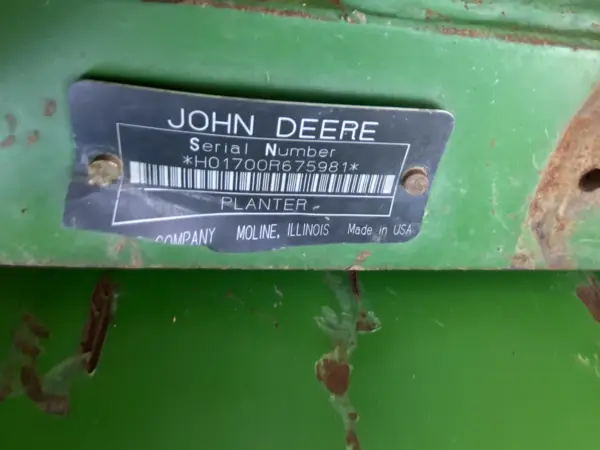 JOHN DEERE
Serial Number
*H01700R675981*
PLANTER
COMPANY MOLINE, ILLINOIS Made in USA